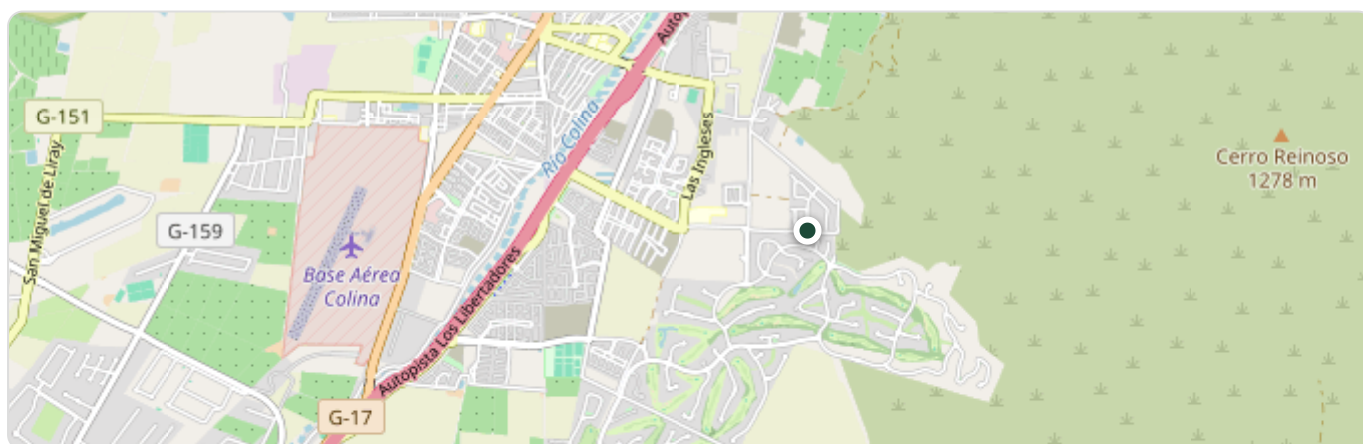 Autop
G-151
Río Colina
Las Ingleses
Cerro Reinoso
1278 m
San Miguel de Liray
G-159
Base Aérea
Colina
Autopista Los Libertadores
G-17